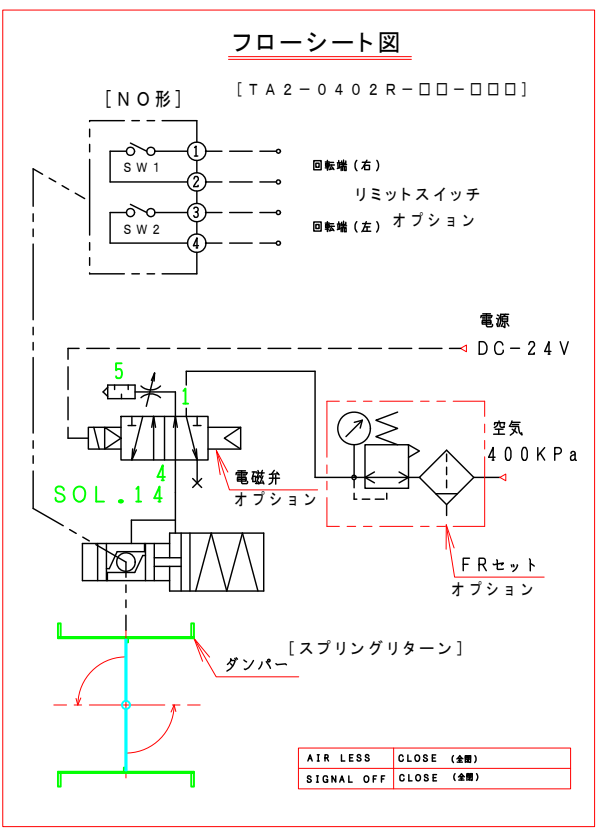 フローシート図
[TA2-0402R-□□-□□□]
[NO形]
SW1
1
2
SW2
3
4
回転端(右)
リミットスイッチ
オプション
回転端(左)
電源
DC-24V
5
1
空気
400KPa
4
SOL.14
電磁弁
オプション
FRセット
オプション
[スプリングリターン]
ダンパー
AIR LESS CLOSE (全閉)
SIGNAL OFF CLOSE (全閉)